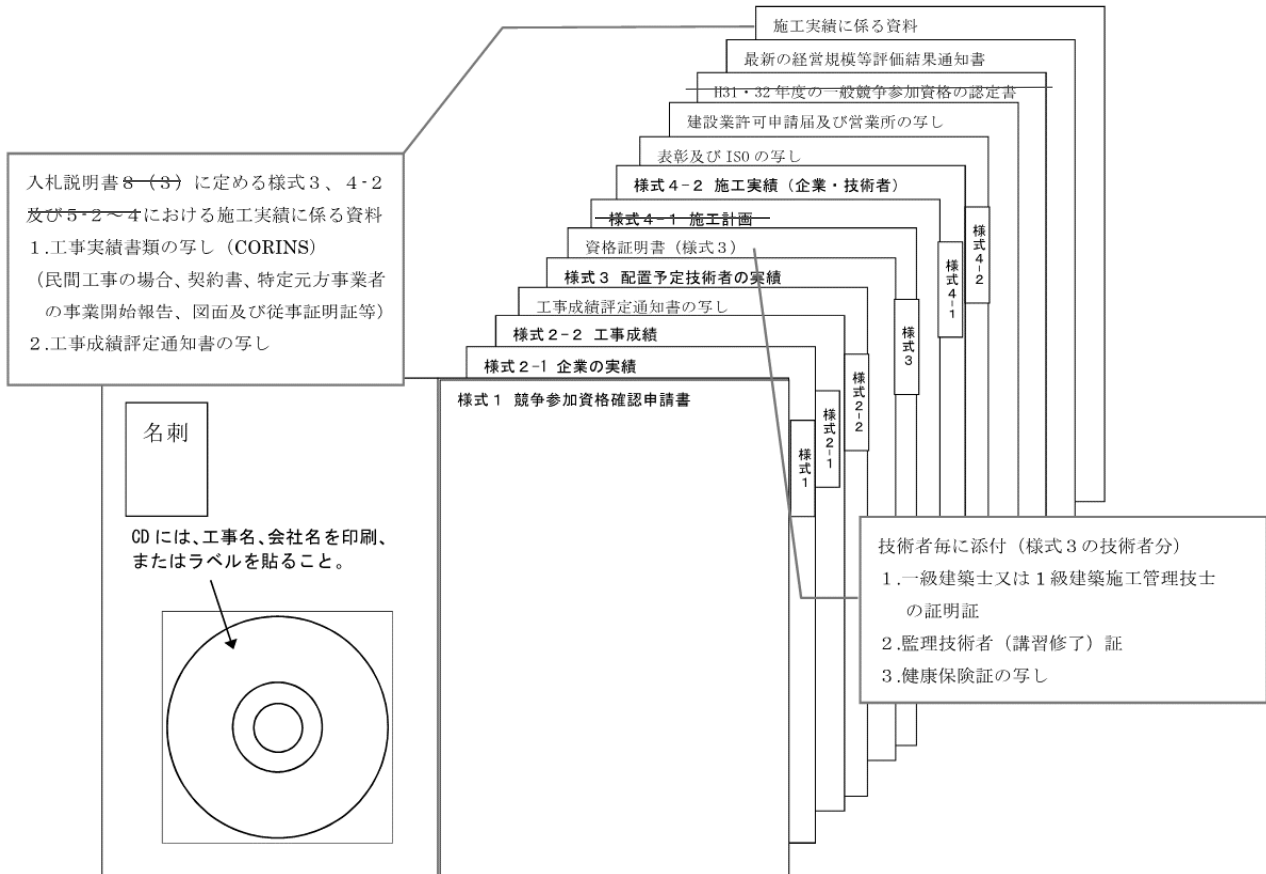 施工実績に係る資料
最新の経営規模等評価結果通知書
H31・32年度の一般競争参加資格の認定書
建設業許可申請届及び営業所の写し
表彰及びISOの写し
様式4-2 施工実績（企業・技術者）
様式4-1 施工計画
資格証明書（様式３）
様式3 配置予定技術者の実績
工事成績評定通知書の写し
様式2-2 工事成績
様式2-1 企業の実績
様式1 競争参加資格確認申請書
入札説明書8（3）に定める様式３、４-２
及び５-２～４における施工実績に係る資料
１.工事実績書類の写し（CORINS）
（民間工事の場合、契約書、特定元方事業者
の事業開始報告、図面及び従事証明証等）
２.工事成績評定通知書の写し
名刺
CDには、工事名、会社名を印刷、
またはラベルを貼ること。
様式1
様式2-1
様式2-2
様式3
様式4-1
様式4-2
技術者毎に添付（様式３の技術者分）
１.一級建築士又は１級建築施工管理技士
の証明証
２.監理技術者（講習修了）証
３.健康保険証の写し